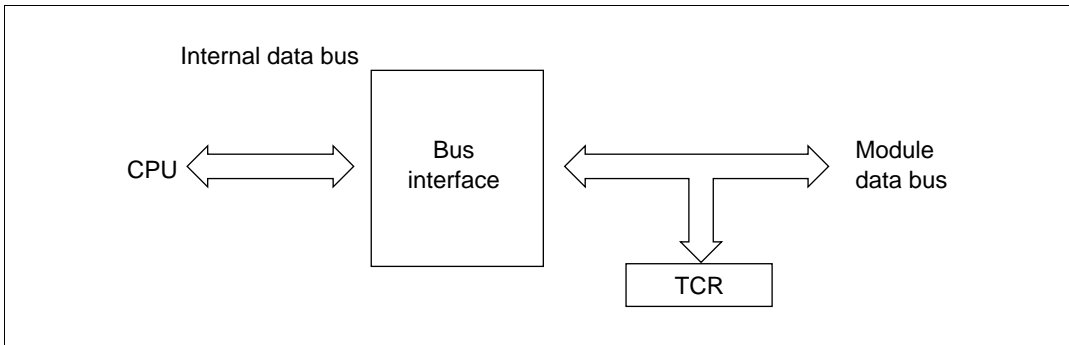 Internal data bus
CPU
Bus
interface
Module
data bus
TCR